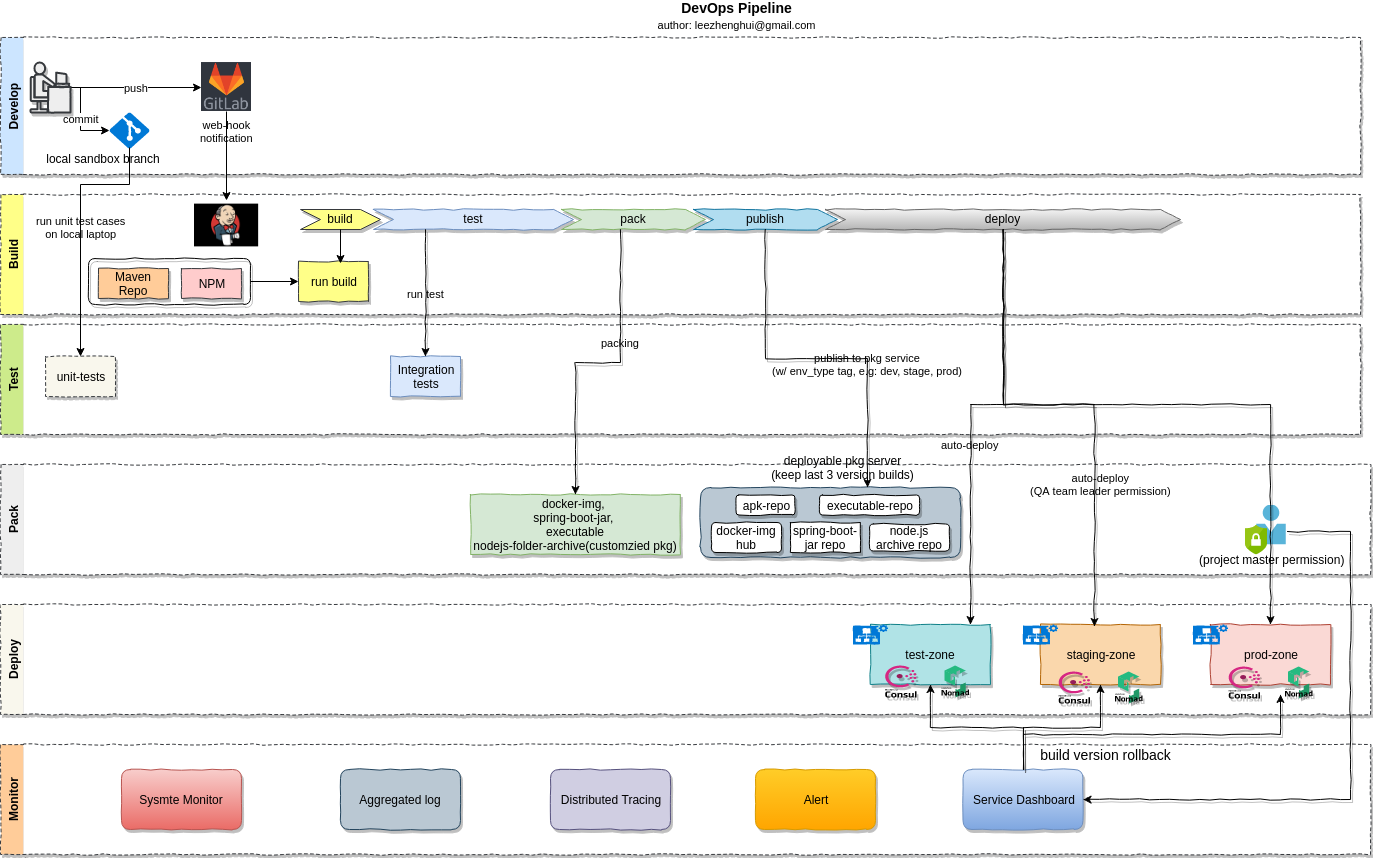 DevOps Pipeline
author: leezhenghui@gmail.com
Develop
push
GitLab
commit
web-hook
notification
local sandbox branch
Build
run unit test cases
on local laptop
build
test
pack
publish
deploy
Maven
Repo
NPM
run build
run test
Test
unit-tests
Integration
tests
packing
publish to pkg service
(w/ env_type tag, e.g: dev, stage, prod)
auto-deploy
Pack
deployable pkg server
(keep last 3 version builds)
auto-deploy
(QA team leader permission)
docker-img,
spring-boot-jar,
executable
nodejs-folder-archive(customzied pkg)
apk-repo
executable-repo
docker-img
hub
spring-boot-
jar repo
node.js
archive repo
(project master permission)
Deploy
test-zone
Consul
Nomad
staging-zone
Consul
Nomad
prod-zone
Consul
Nomad
Monitor
build version rollback
Sysmte Monitor
Aggregated log
Distributed Tracing
Alert
Service Dashboard